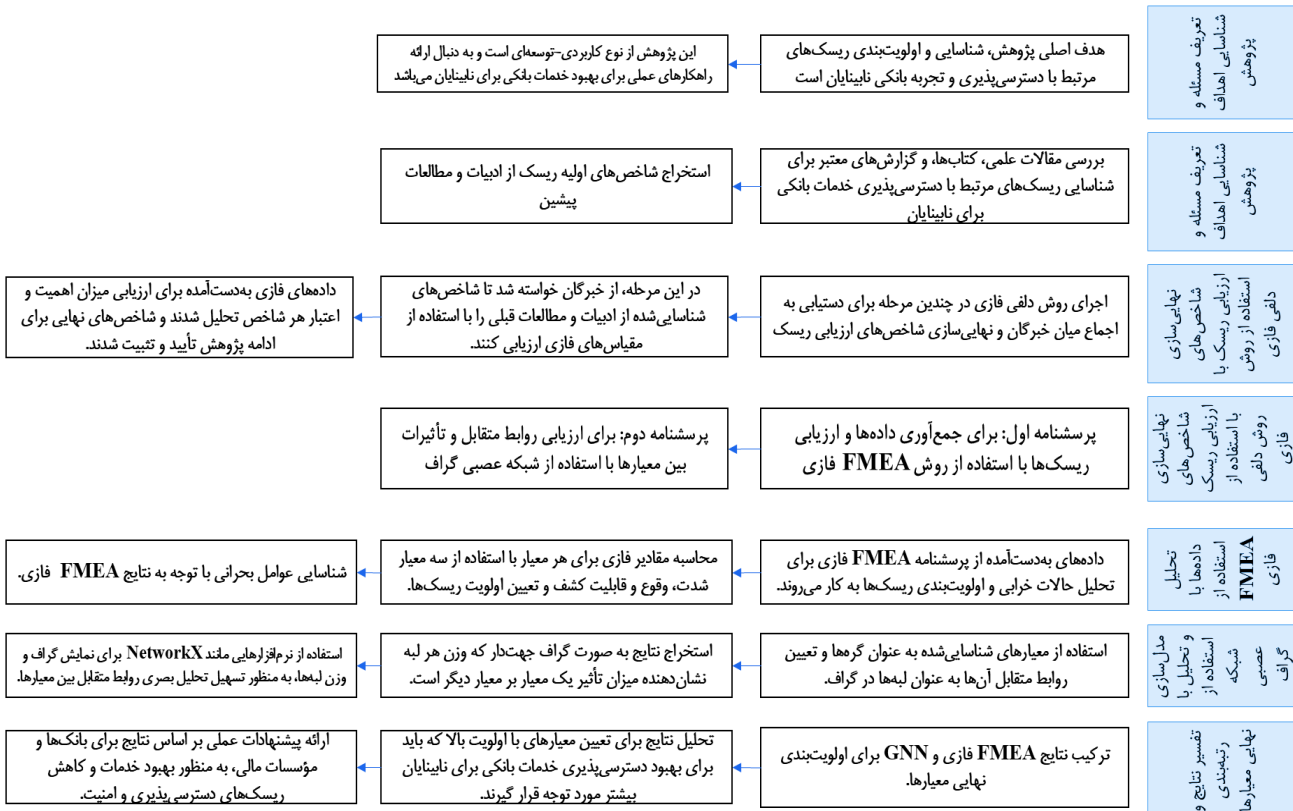 تعریف مسئله و
شناسایی اهداف
پژوهش
هدف اصلی پژوهش، شناسایی و اولویت‌بندی ریسک‌های
مرتبط با دسترسی‌پذیری و تجربه بانکی نابینایان است
این پژوهش از نوع کاربردی-توسعه‌ای است و به دنبال ارائه
راهکارهای عملی برای بهبود خدمات بانکی برای نابینایان می‌باشد
تعریف مسئله و
شناسایی اهداف
پژوهش
بررسی مقالات علمی، کتاب‌ها، و گزارش‌های معتبر برای
شناسایی ریسک‌های مرتبط با دسترسی‌پذیری خدمات بانکی
برای نابینایان
استخراج شاخص‌های اولیه ریسک از ادبیات و مطالعات
پیشین
نهایی‌سازی
شاخص‌های
ارزیابی ریسک با
استفاده از روش
دلفی فازی
اجرای روش دلفی فازی در چندین مرحله برای دستیابی به
اجماع میان خبرگان و نهایی‌سازی شاخص‌های ارزیابی ریسک
در این مرحله، از خبرگان خواسته شد تا شاخص‌های
شناسایی‌شده از ادبیات و مطالعات قبلی را با استفاده از
مقیاس‌های فازی ارزیابی کنند.
داده‌های فازی به‌دست‌آمده برای ارزیابی میزان اهمیت و
اعتبار هر شاخص تحلیل شدند و شاخص‌های نهایی برای
ادامه پژوهش تأیید و تثبیت شدند.
نهایی‌سازی
شاخص‌های
ارزیابی ریسک
با استفاده از
روش دلفی
فازی
پرسشنامه اول: برای جمع‌آوری داده‌ها و ارزیابی
ریسک‌ها با استفاده از روش FMEA فازی
پرسشنامه دوم: برای ارزیابی روابط متقابل و تأثیرات
بین معیارها با استفاده از شبکه عصبی گراف
تحلیل
داده‌ها با
استفاده از
FMEA
فازی
داده‌های به‌دست‌آمده از پرسشنامه FMEA فازی برای
تحلیل حالات خرابی و اولویت‌بندی ریسک‌ها به کار می‌روند.
محاسبه مقادیر فازی برای هر معیار با استفاده از سه معیار
شدت، وقوع و قابلیت کشف و تعیین اولویت ریسک‌ها.
شناسایی عوامل بحرانی با توجه به نتایج FMEA فازی.
مدل‌سازی
و تحلیل با
استفاده از
شبکه
عصبی
گراف
استفاده از معیارهای شناسایی‌شده به عنوان گره‌ها و تعیین
روابط متقابل آن‌ها به عنوان لبه‌ها در گراف.
استخراج نتایج به صورت گراف جهت‌دار که وزن هر لبه
نشان‌دهنده میزان تأثیر یک معیار بر معیار دیگر است.
استفاده از نرم‌افزارهایی مانند NetworkX برای نمایش گراف و
وزن لبه‌ها، به منظور تسهیل تحلیل بصری روابط متقابل بین معیارها.
تفسیر نتایج و
رتبه‌بندی
نهایی معیارها
ترکیب نتایج FMEA فازی و GNN برای اولویت‌بندی
نهایی معیارها.
تحلیل نتایج برای تعیین معیارهای با اولویت بالا که باید
برای بهبود دسترسی‌پذیری خدمات بانکی برای نابینایان
بیشتر مورد توجه قرار گیرند.
ارائه پیشنهادات عملی بر اساس نتایج برای بانک‌ها و
مؤسسات مالی، به منظور بهبود خدمات و کاهش
ریسک‌های دسترسی‌پذیری و امنیت.